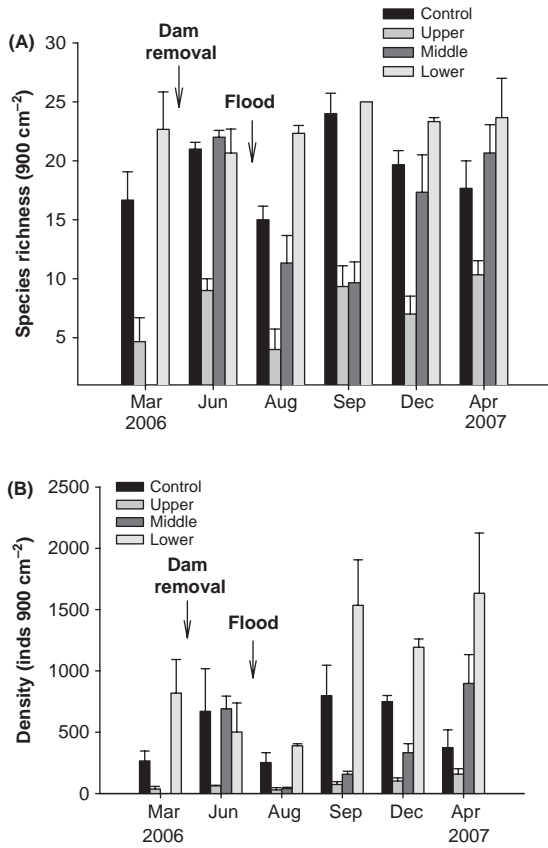 (A)
Species richness (900 cm⁻²)
30
25
20
15
10
5
Dam
removal
Flood
Control
Upper
Middle
Lower
Mar Jun Aug Sep Dec Apr
2006 2007
(B)
Density (inds 900 cm⁻²)
2500
2000
1500
1000
500
0
Control
Upper
Middle
Lower
Dam
removal
Flood
Mar Jun Aug Sep Dec Apr
2006 2007